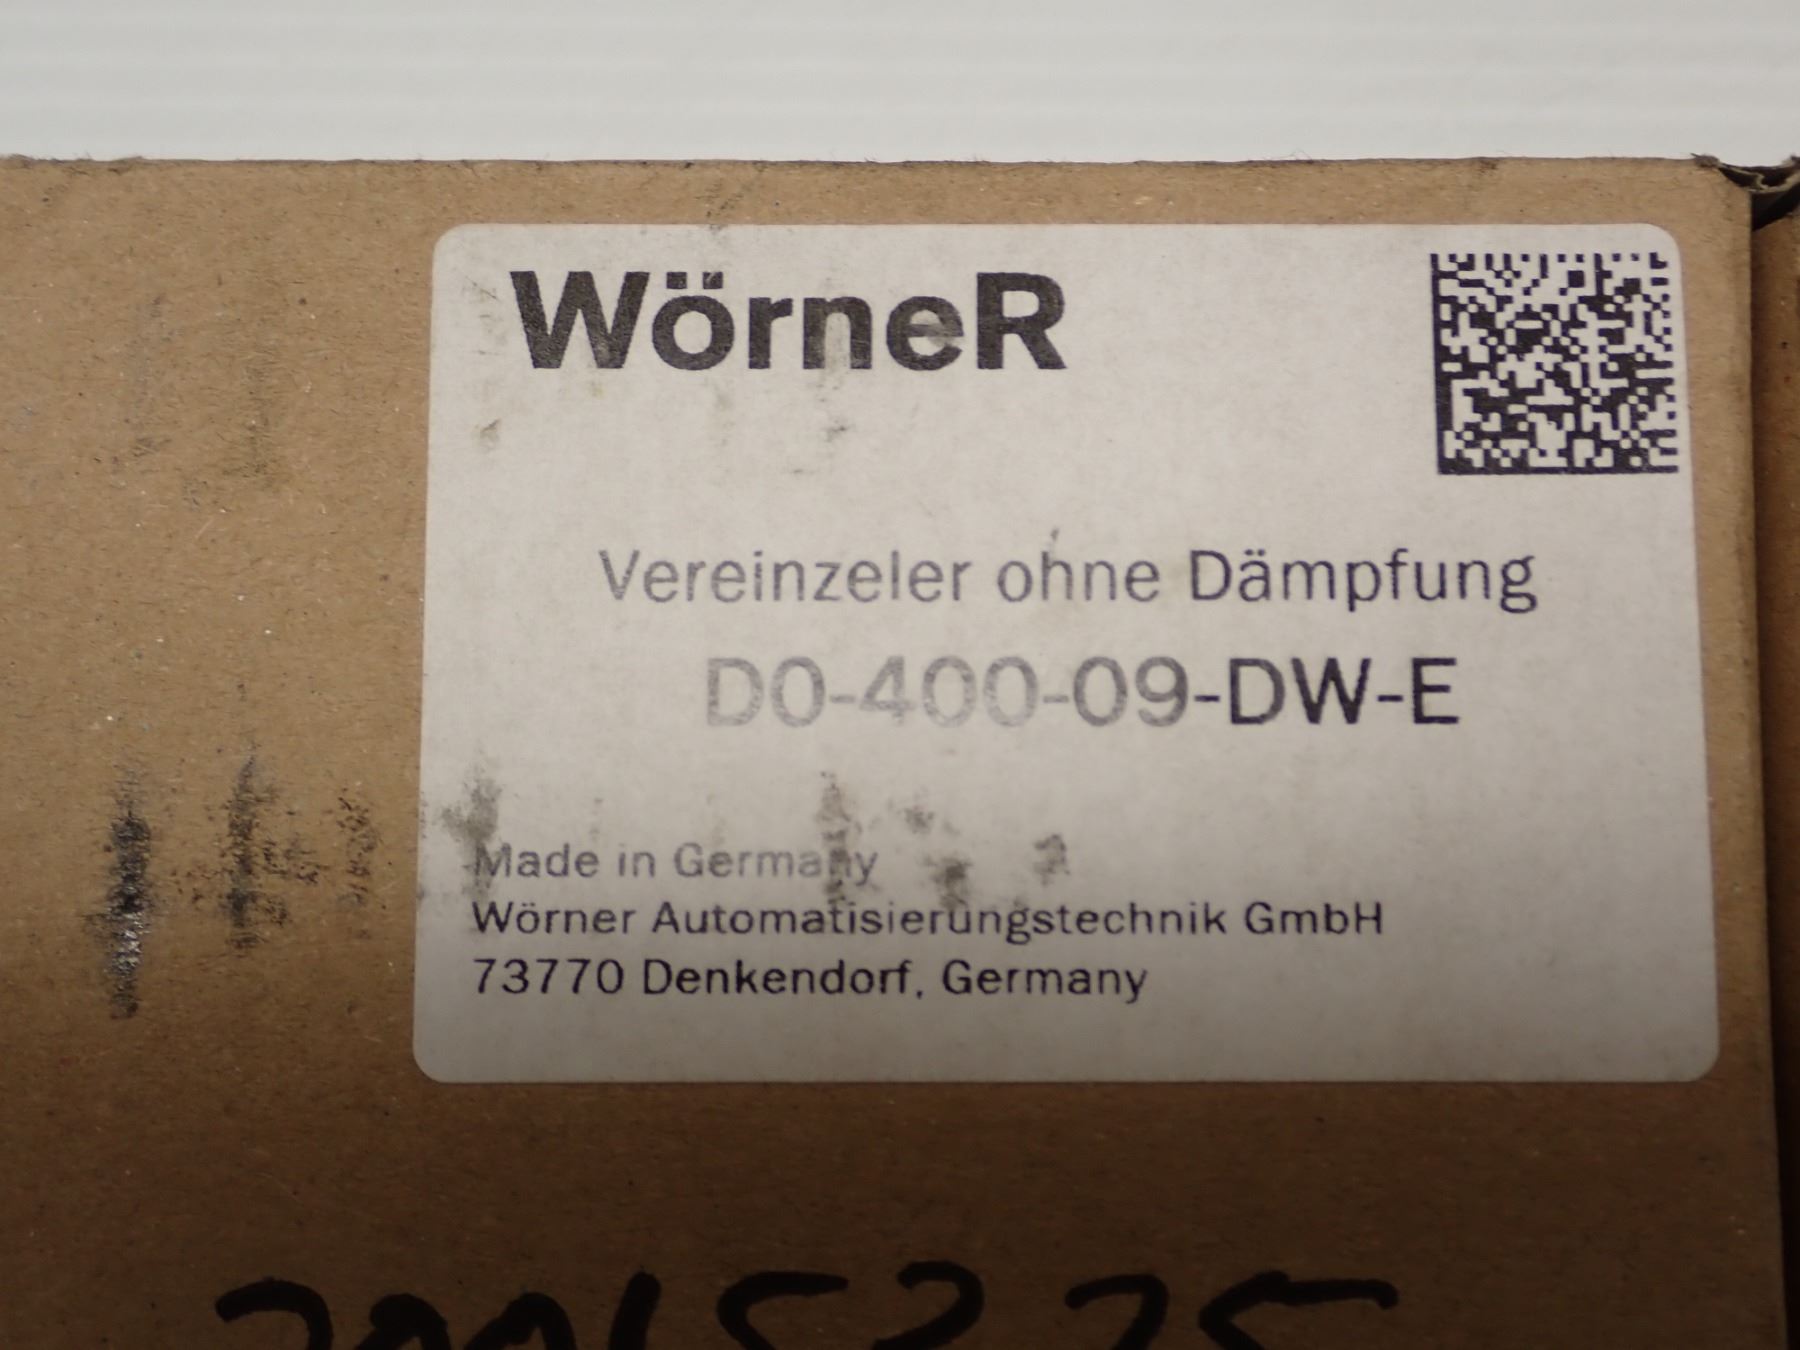 WörneR
Vereinzeler ohne Dämpfung
D0-400-09-DW-E
Made in Germany
Wörner Automatisierungstechnik GmbH
73770 Denkendorf, Germany